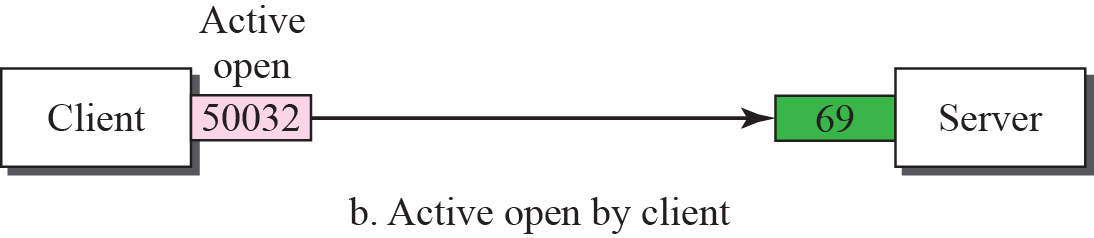 Active
open
Client 50032 69 Server
b. Active open by client